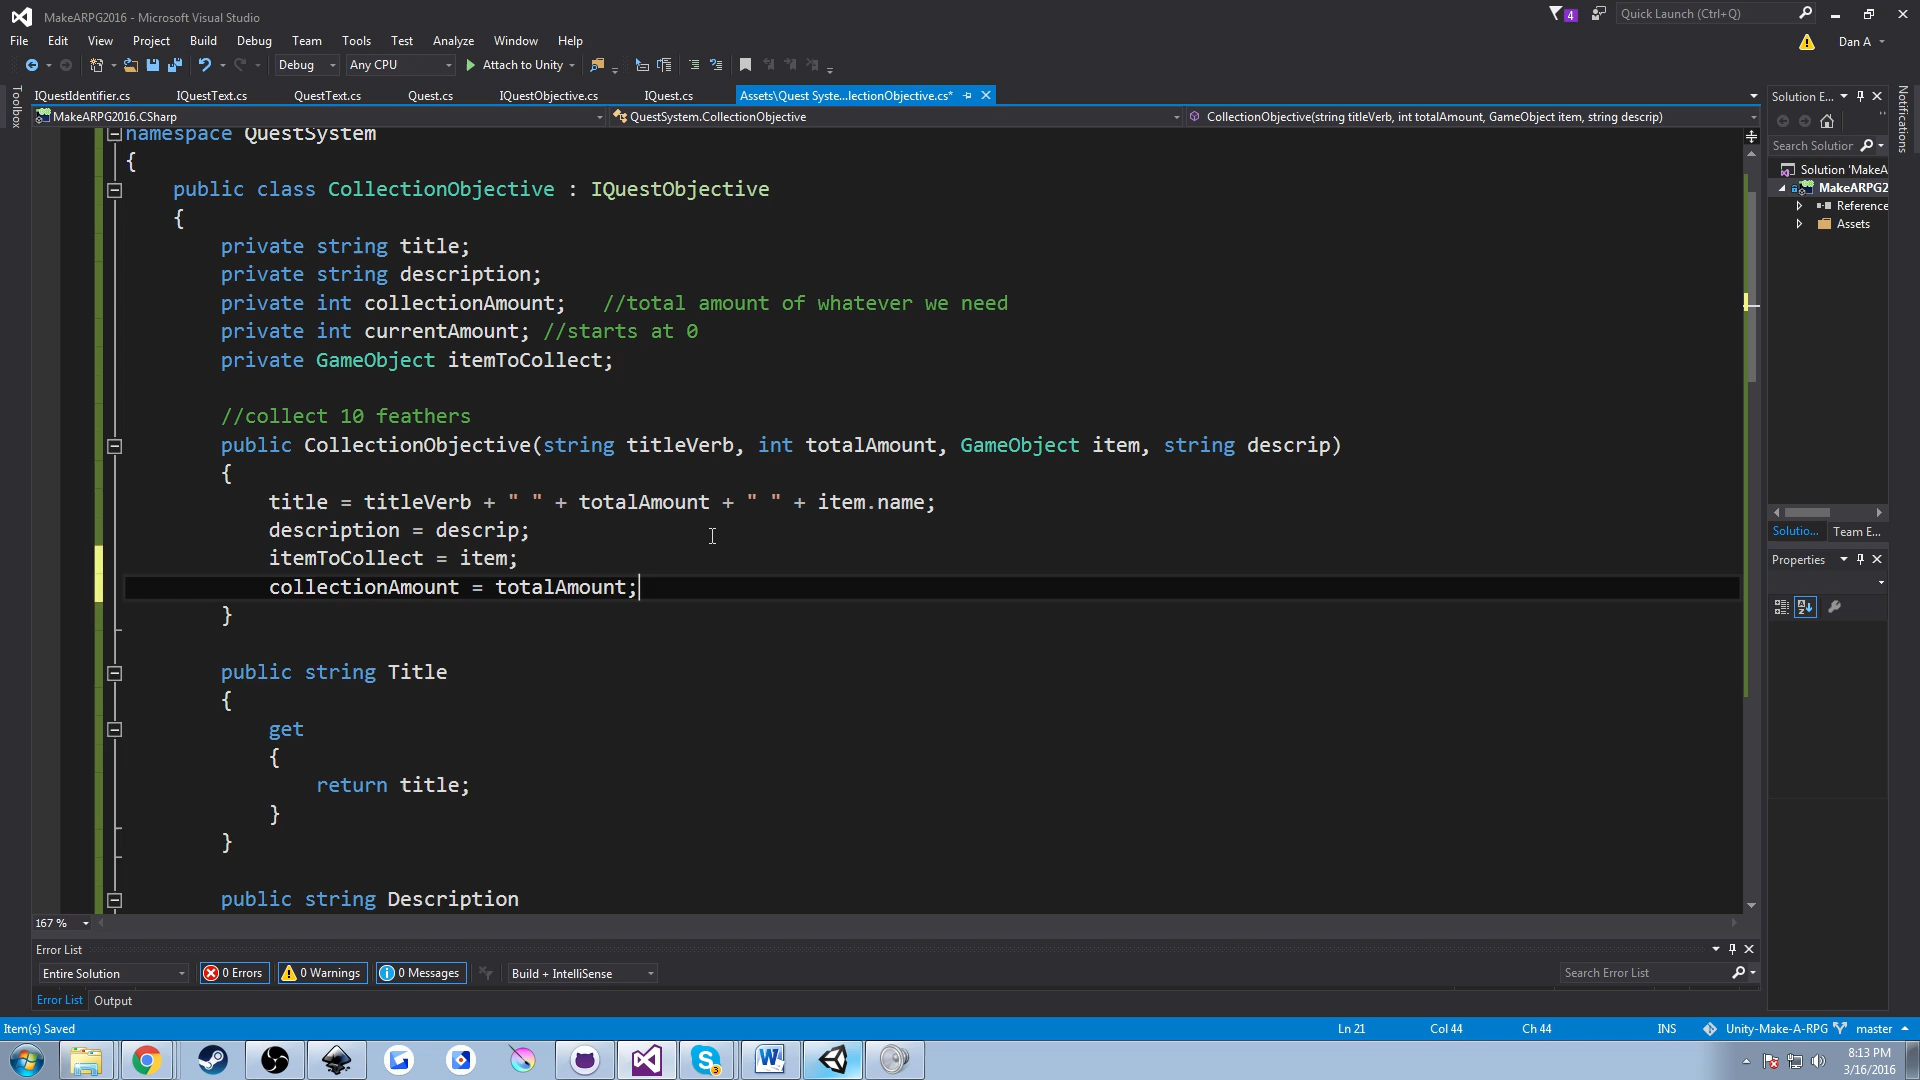 MakeARPG2016 - Microsoft Visual Studio
4
Quick Launch (Ctrl+Q)
File Edit View Project Build Debug Team Tools Test Analyze Window Help
Dan A
Debug Any CPU Attach to Unity
Toolbox
IQuestIdentifier.cs IQuestText.cs QuestText.cs Quest.cs IQuestObjective.cs IQuest.cs Assets\Quest Syste...lectionObjective.cs*
MakeARPG2016.CSharp QuestSystem.CollectionObjective CollectionObjective(string titleVerb, int totalAmount, GameObject item, string descrip)
namespace QuestSystem
{
public class CollectionObjective : IQuestObjective
{
private string title;
private string description;
private int collectionAmount; //total amount of whatever we need
private int currentAmount; //starts at 0
private GameObject itemToCollect;
//collect 10 feathers
public CollectionObjective(string titleVerb, int totalAmount, GameObject item, string descrip)
{
title = titleVerb + " " + totalAmount + " " + item.name;
description = descrip;
itemToCollect = item;
collectionAmount = totalAmount;
}
public string Title
{
get
{
return title;
}
}
public string Description
167 %
Solution E...
Search Solution
Solution 'MakeA
MakeARPG2
Reference
Assets
Solutio... Team E...
Properties
Notifications
Error List
Entire Solution 0 Errors 0 Warnings 0 Messages Build + IntelliSense Search Error List
Error List Output
Item(s) Saved Ln 21 Col 44 Ch 44 INS Unity-Make-A-RPG master
3
8:13 PM
3/16/2016